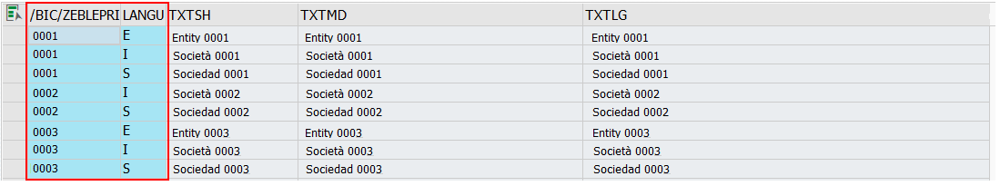 /BIC/ZEBLEPRI LANGU TXTSH TXTMD TXTLG
0001 E Entity 0001 Entity 0001 Entity 0001
0001 I Società 0001 Società 0001 Società 0001
0001 S Sociedad 0001 Sociedad 0001 Sociedad 0001
0002 I Società 0002 Società 0002 Società 0002
0002 S Sociedad 0002 Sociedad 0002 Sociedad 0002
0003 E Entity 0003 Entity 0003 Entity 0003
0003 I Società 0003 Società 0003 Società 0003
0003 S Sociedad 0003 Sociedad 0003 Sociedad 0003